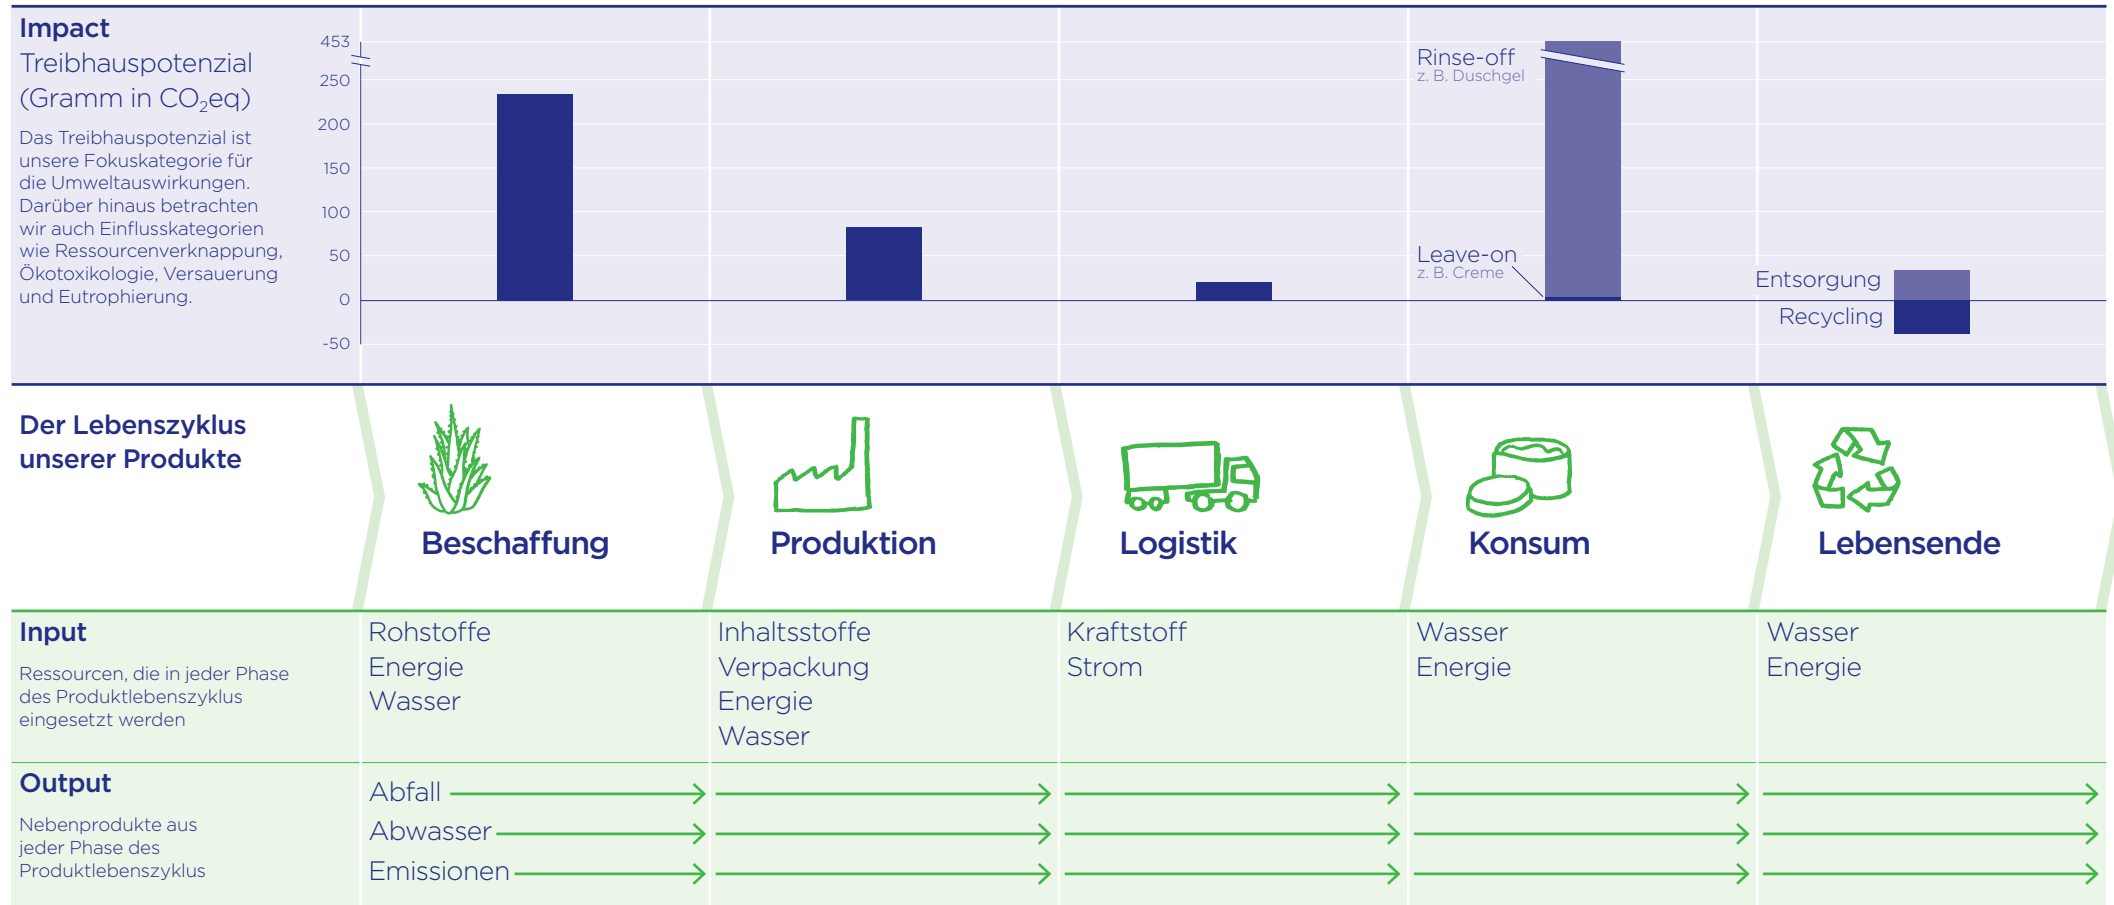 Impact
Treibhauspotenzial
(Gramm in CO₂eq)
Das Treibhauspotenzial ist
unsere Fokuskategorie für
die Umweltauswirkungen.
Darüber hinaus betrachten
wir auch Einflusskategorien
wie Ressourcenverknappung,
Ökotoxikologie, Versauerung
und Eutrophierung.
453
250
200
150
100
50
0
-50
Rinse-off
z. B. Duschgel
Leave-on
z. B. Creme
Entsorgung
Recycling
Der Lebenszyklus
unserer Produkte
Beschaffung
Produktion
Logistik
Konsum
Lebensende
Input
Ressourcen, die in jeder Phase
des Produktlebenszyklus
eingesetzt werden
Rohstoffe
Energie
Wasser
Inhaltsstoffe
Verpackung
Energie
Wasser
Kraftstoff
Strom
Wasser
Energie
Wasser
Energie
Output
Nebenprodukte aus
jeder Phase des
Produktlebenszyklus
Abfall
Abwasser
Emissionen